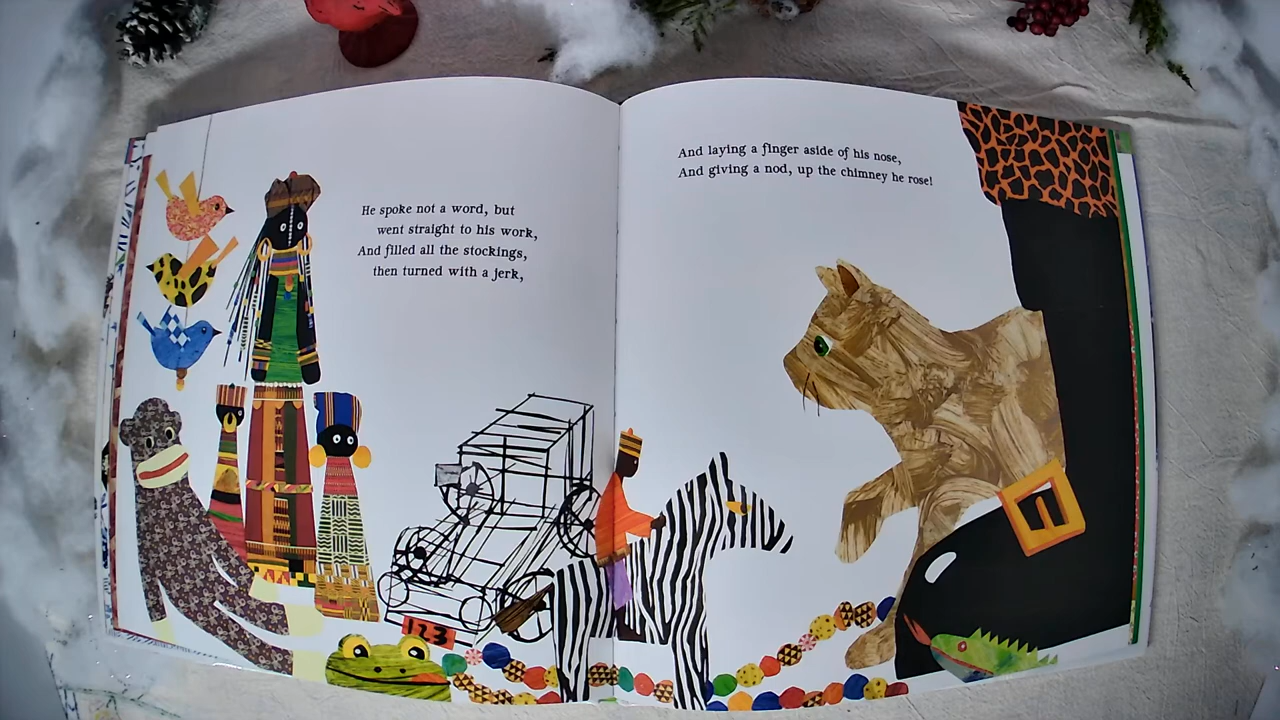 He spoke not a word, but
went straight to his work,
And filled all the stockings,
then turned with a jerk,
123
And laying a finger aside of his nose,
And giving a nod, up the chimney he rose!